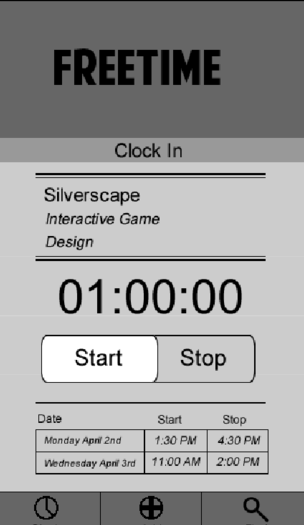 FREETIME
Clock In
Silverscape
Interactive Game
Design
01:00:00
Start Stop
Date Start Stop
Monday April 2nd 1:30 PM 4:30 PM
Wednesday April 3rd 11:00 AM 2:00 PM